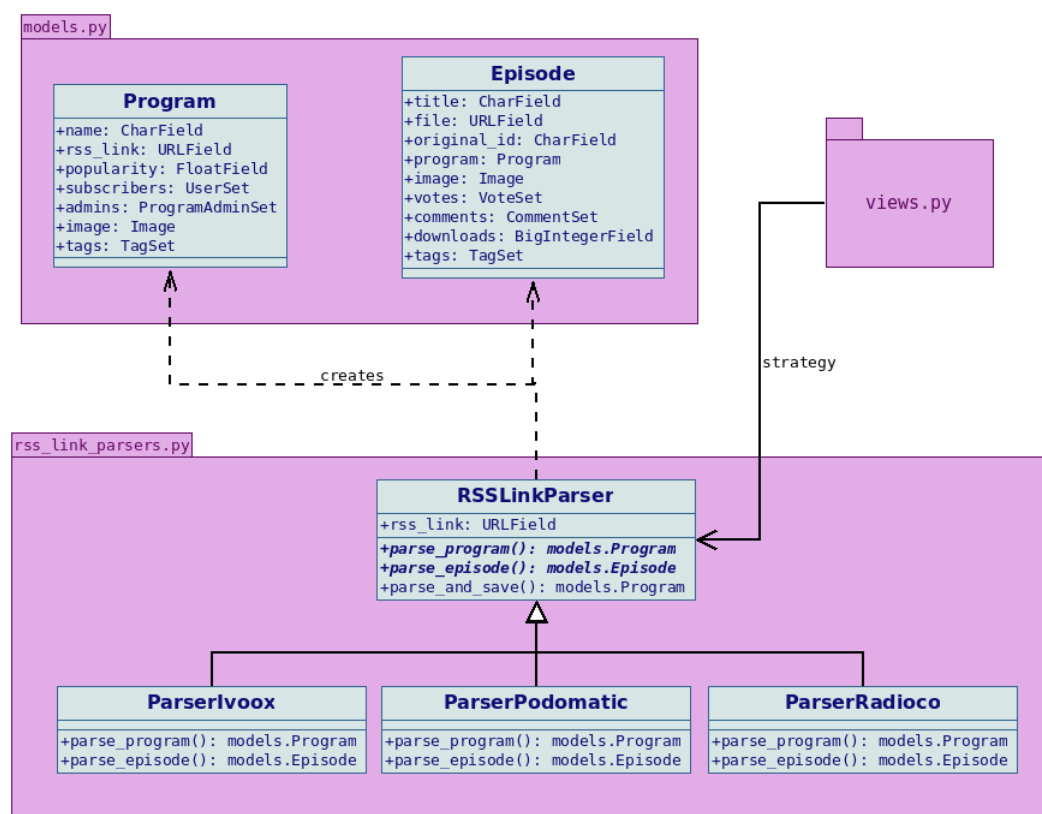 models.py
Program
+name: CharField
+rss_link: URLField
+popularity: FloatField
+subscribers: UserSet
+admins: ProgramAdminSet
+image: Image
+tags: TagSet
Episode
+title: CharField
+file: URLField
+original_id: CharField
+program: Program
+image: Image
+votes: VoteSet
+comments: CommentSet
+downloads: BigIntegerField
+tags: TagSet
views.py
creates
strategy
rss_link_parsers.py
RSSLinkParser
+rss_link: URLField
+parse_program(): models.Program
+parse_episode(): models.Episode
+parse_and_save(): models.Program
ParserIvoox
+parse_program(): models.Program
+parse_episode(): models.Episode
ParserPodomatic
+parse_program(): models.Program
+parse_episode(): models.Episode
ParserRadioco
+parse_program(): models.Program
+parse_episode(): models.Episode